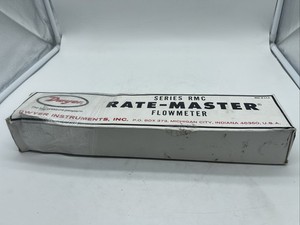 Dwyer
SERIES RMC
RATE-MASTER
FLOWMETER
DWYER INSTRUMENTS, INC. P.O. BOX 373, MICHIGAN CITY, INDIANA 46360, U.S.A.